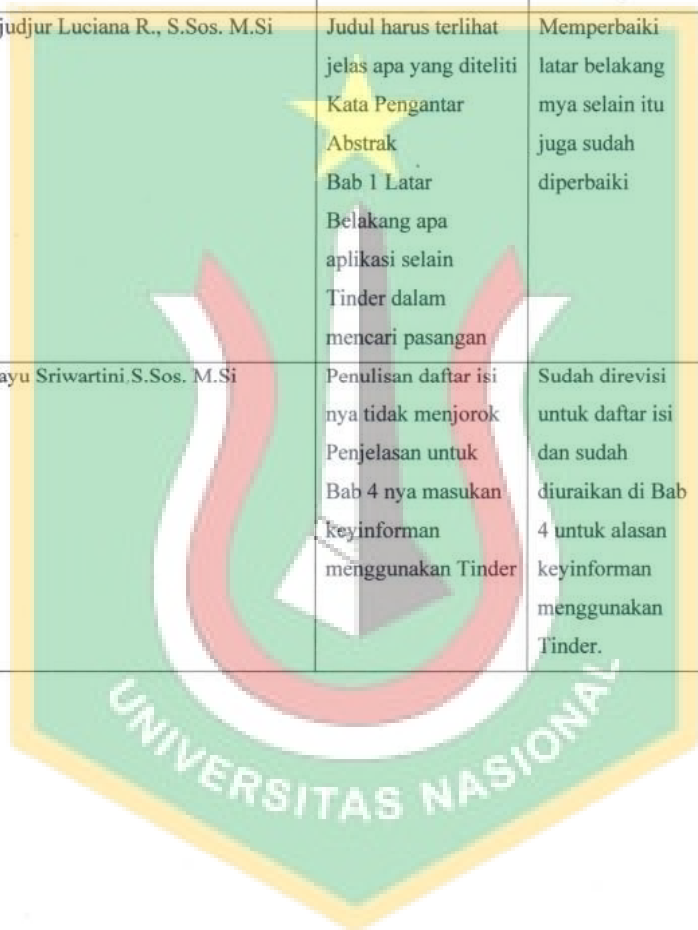 judjur Luciana R., S.Sos. M.Si
Judul harus terlihat
jelas apa yang diteliti
Kata Pengantar
Abstrak
Bab 1 Latar
Belakang apa
aplikasi selain
Tinder dalam
mencari pasangan
Memperbaiki
latar belakang
mya selain itu
juga sudah
diperbaiki
ayu Sriwartini,S.Sos. M.Si
Penulisan daftar isi
nya tidak menjorok
Penjelasan untuk
Bab 4 nya masukan
keyinforman
menggunakan Tinder
Sudah direvisi
untuk daftar isi
dan sudah
diuraikan di Bab
4 untuk alasan
keyinforman
menggunakan
Tinder.
UNIVERSITAS NASIONAL